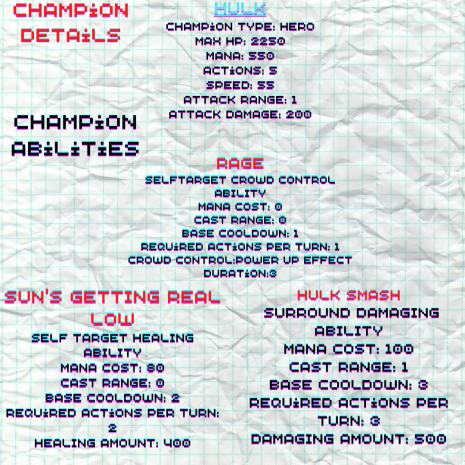 CHAMPiON
DETAiLS
HULK
CHAMPiON TYPE: HERO
MAX HP: 2250
MANA: 550
ACTiONS: 5
SPEED: 55
ATTACK RANGE: 1
ATTACK DAMAGE: 200
CHAMPiON
ABiLiTiES
RAGE
SELFTARGET CROWD CONTROL
ABiLiTY
MANA COST: 0
CAST RANGE: 0
BASE COOLDOWN: 1
REQUiRED ACTiONS PER TURN: 1
CROWD CONTROL:POWER UP EFFECT
DURATiON:3
SUN'S GETTiNG REAL
LOW
SELF TARGET HEALiNG
ABiLiTY
MANA COST: 80
CAST RANGE: 0
BASE COOLDOWN: 2
REQUiRED ACTiONS PER TURN:
2
HEALiNG AMOUNT: 400
HULK SMASH
SURROUND DAMAGiNG
ABiLiTY
MANA COST: 100
CAST RANGE: 1
BASE COOLDOWN: 3
REQUiRED ACTiONS PER
TURN: 3
DAMAGiNG AMOUNT: 500